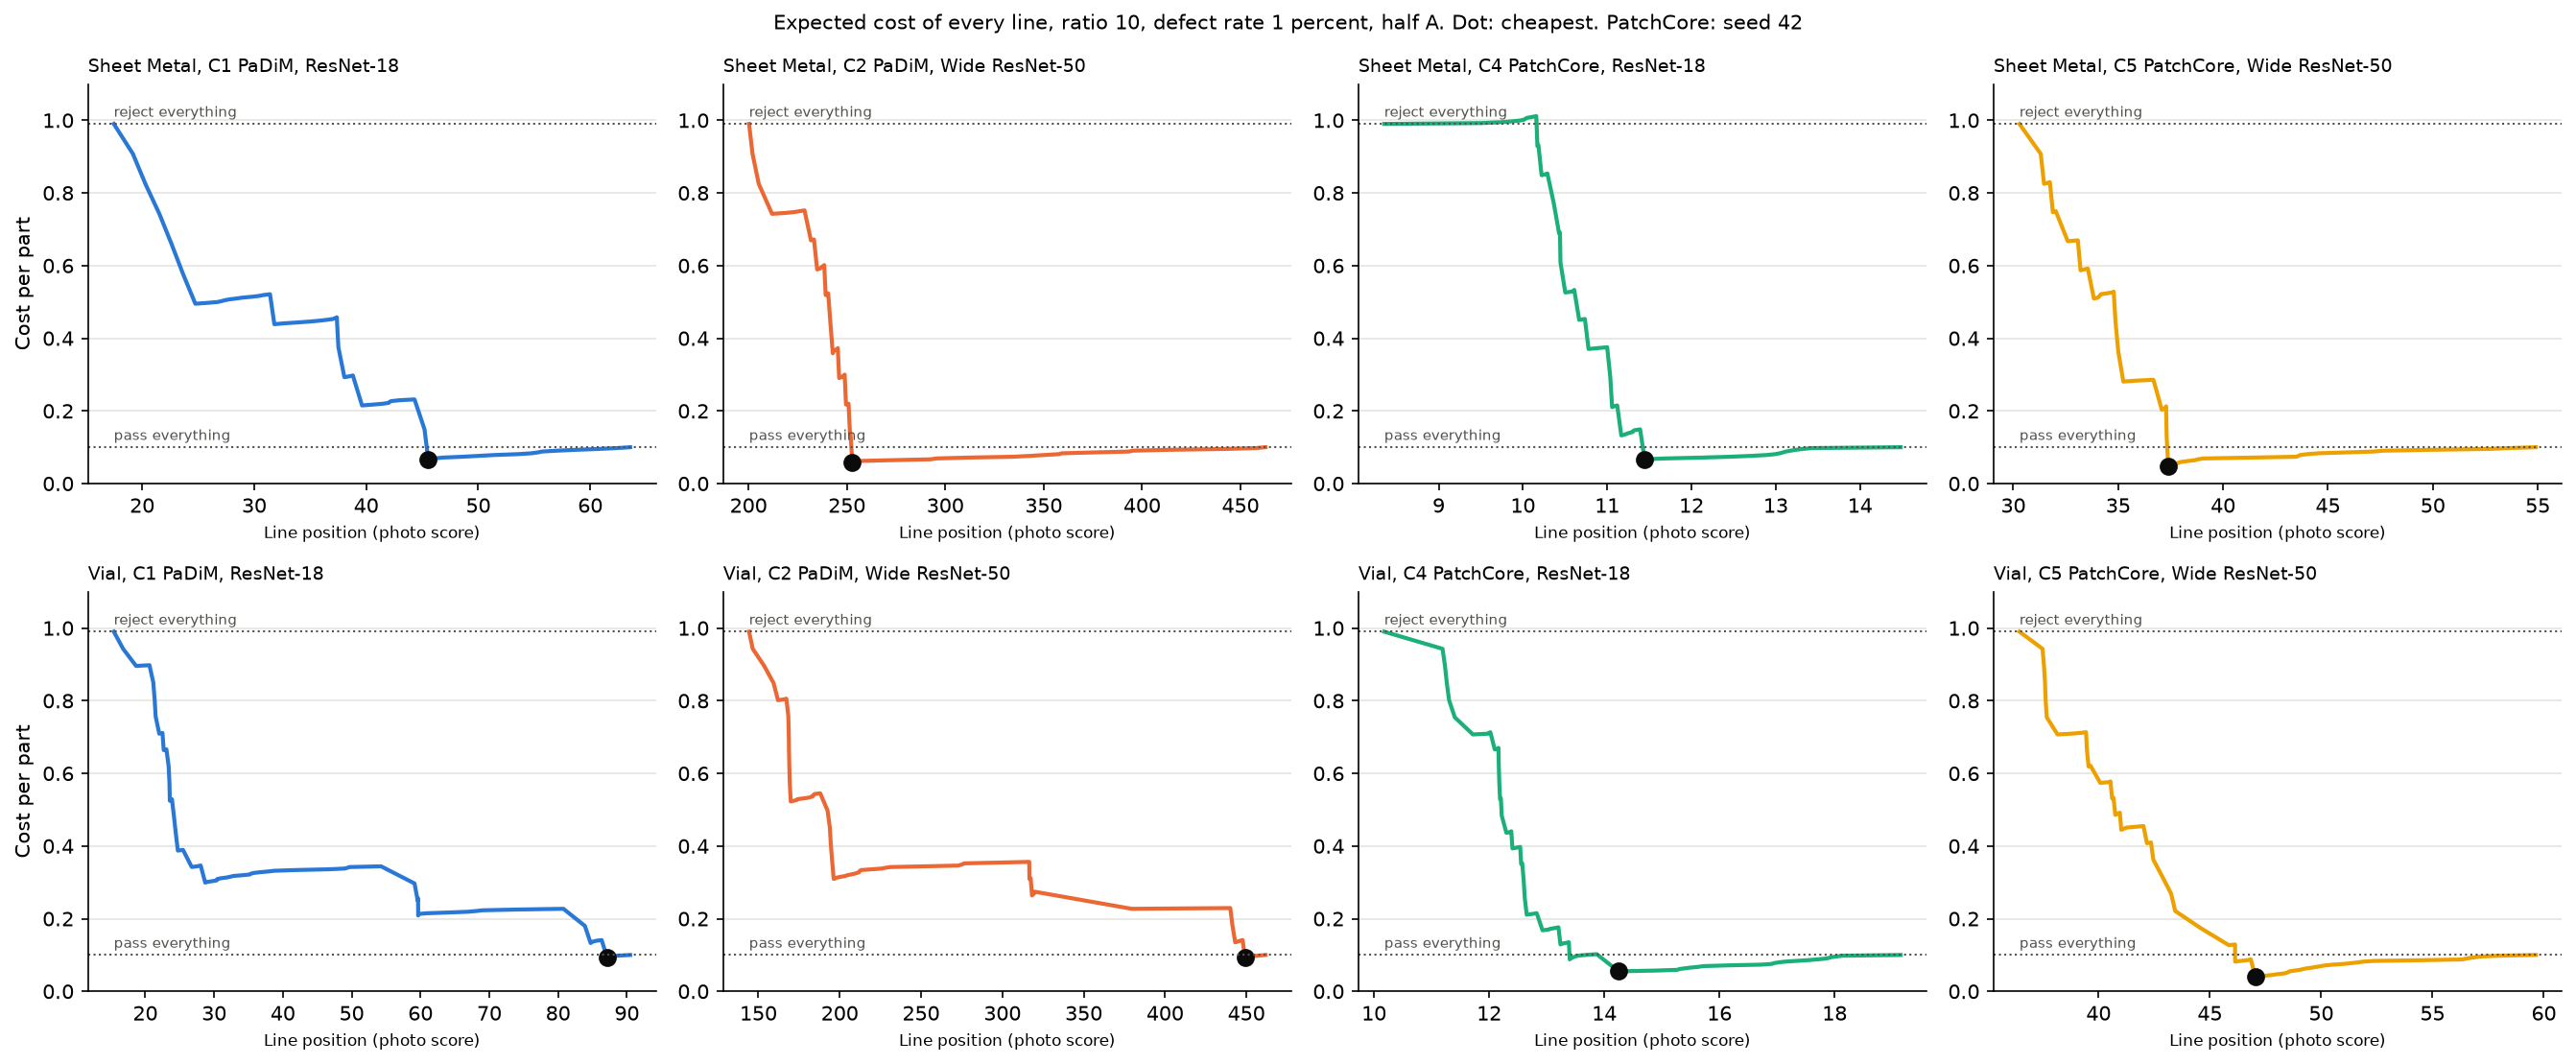 Expected cost of every line, ratio 10, defect rate 1 percent, half A. Dot: cheapest. PatchCore: seed 42
Sheet Metal, C1 PaDiM, ResNet-18
reject everything
pass everything
Cost per part
1.0
0.8
0.6
0.4
0.2
0.0
20 30 40 50 60
Line position (photo score)
Sheet Metal, C2 PaDiM, Wide ResNet-50
reject everything
pass everything
1.0
0.8
0.6
0.4
0.2
0.0
200 250 300 350 400 450
Line position (photo score)
Sheet Metal, C4 PatchCore, ResNet-18
reject everything
pass everything
1.0
0.8
0.6
0.4
0.2
0.0
9 10 11 12 13 14
Line position (photo score)
Sheet Metal, C5 PatchCore, Wide ResNet-50
reject everything
pass everything
1.0
0.8
0.6
0.4
0.2
0.0
30 35 40 45 50 55
Line position (photo score)
Vial, C1 PaDiM, ResNet-18
reject everything
pass everything
Cost per part
1.0
0.8
0.6
0.4
0.2
0.0
20 30 40 50 60 70 80 90
Line position (photo score)
Vial, C2 PaDiM, Wide ResNet-50
reject everything
pass everything
1.0
0.8
0.6
0.4
0.2
0.0
150 200 250 300 350 400 450
Line position (photo score)
Vial, C4 PatchCore, ResNet-18
reject everything
pass everything
1.0
0.8
0.6
0.4
0.2
0.0
10 12 14 16 18
Line position (photo score)
Vial, C5 PatchCore, Wide ResNet-50
reject everything
pass everything
1.0
0.8
0.6
0.4
0.2
0.0
40 45 50 55 60
Line position (photo score)